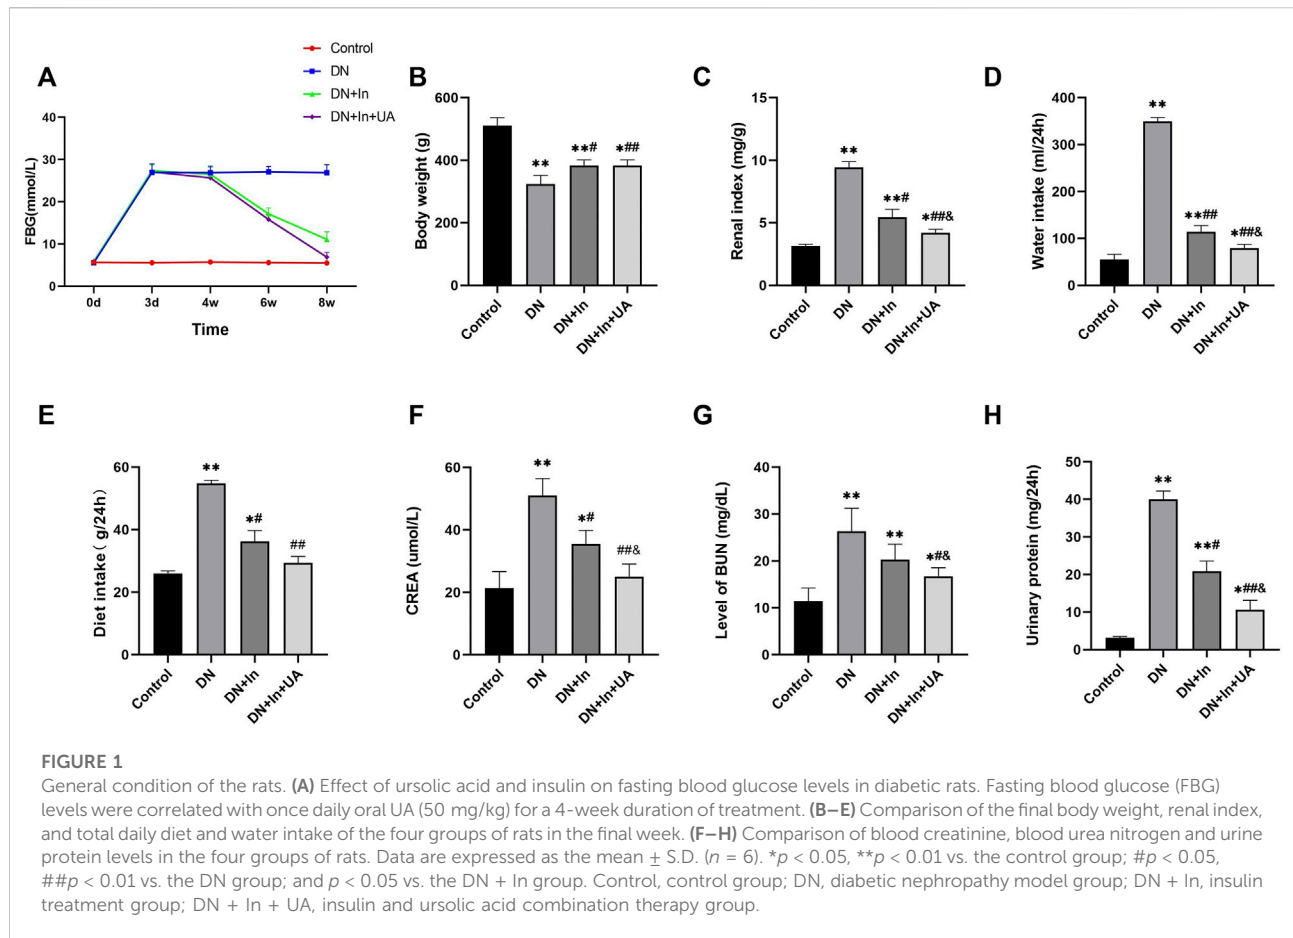 Control
DN
DN+In
DN+In+UA
A
FBG(mmol/L)
40
30
20
10
0
0d 3d 4w 6w 8w
Time
B
Body weight (g)
600
400
200
0
**
**#
*##
Control DN DN+In DN+In+UA
C
Renal index (mg/g)
15
10
5
0
**
**#
*##&
Control DN DN+In DN+In+UA
D
Water intake (ml/24h)
400
300
200
100
0
**
**##
*##&
Control DN DN+In DN+In+UA
E
Diet intake( g/24h)
60
40
20
0
**
*#
##
Control DN DN+In DN+In+UA
F
CREA (umol/L)
60
40
20
0
**
*#
##&
Control DN DN+In DN+In+UA
G
Level of BUN (mg/dL)
40
30
20
10
0
**
**
*#&
Control DN DN+In DN+In+UA
H
Urinary protein (mg/24h)
50
40
30
20
10
0
**
**#
*##&
Control DN DN+In DN+In+UA
FIGURE 1
General condition of the rats. (A) Effect of ursolic acid and insulin on fasting blood glucose levels in diabetic rats. Fasting blood glucose (FBG)
levels were correlated with once daily oral UA (50 mg/kg) for a 4-week duration of treatment. (B–E) Comparison of the final body weight, renal index,
and total daily diet and water intake of the four groups of rats in the final week. (F–H) Comparison of blood creatinine, blood urea nitrogen and urine
protein levels in the four groups of rats. Data are expressed as the mean ± S.D. (n = 6). *p < 0.05, **p < 0.01 vs. the control group; #p < 0.05,
##p < 0.01 vs. the DN group; and p < 0.05 vs. the DN + In group. Control, control group; DN, diabetic nephropathy model group; DN + In, insulin
treatment group; DN + In + UA, insulin and ursolic acid combination therapy group.